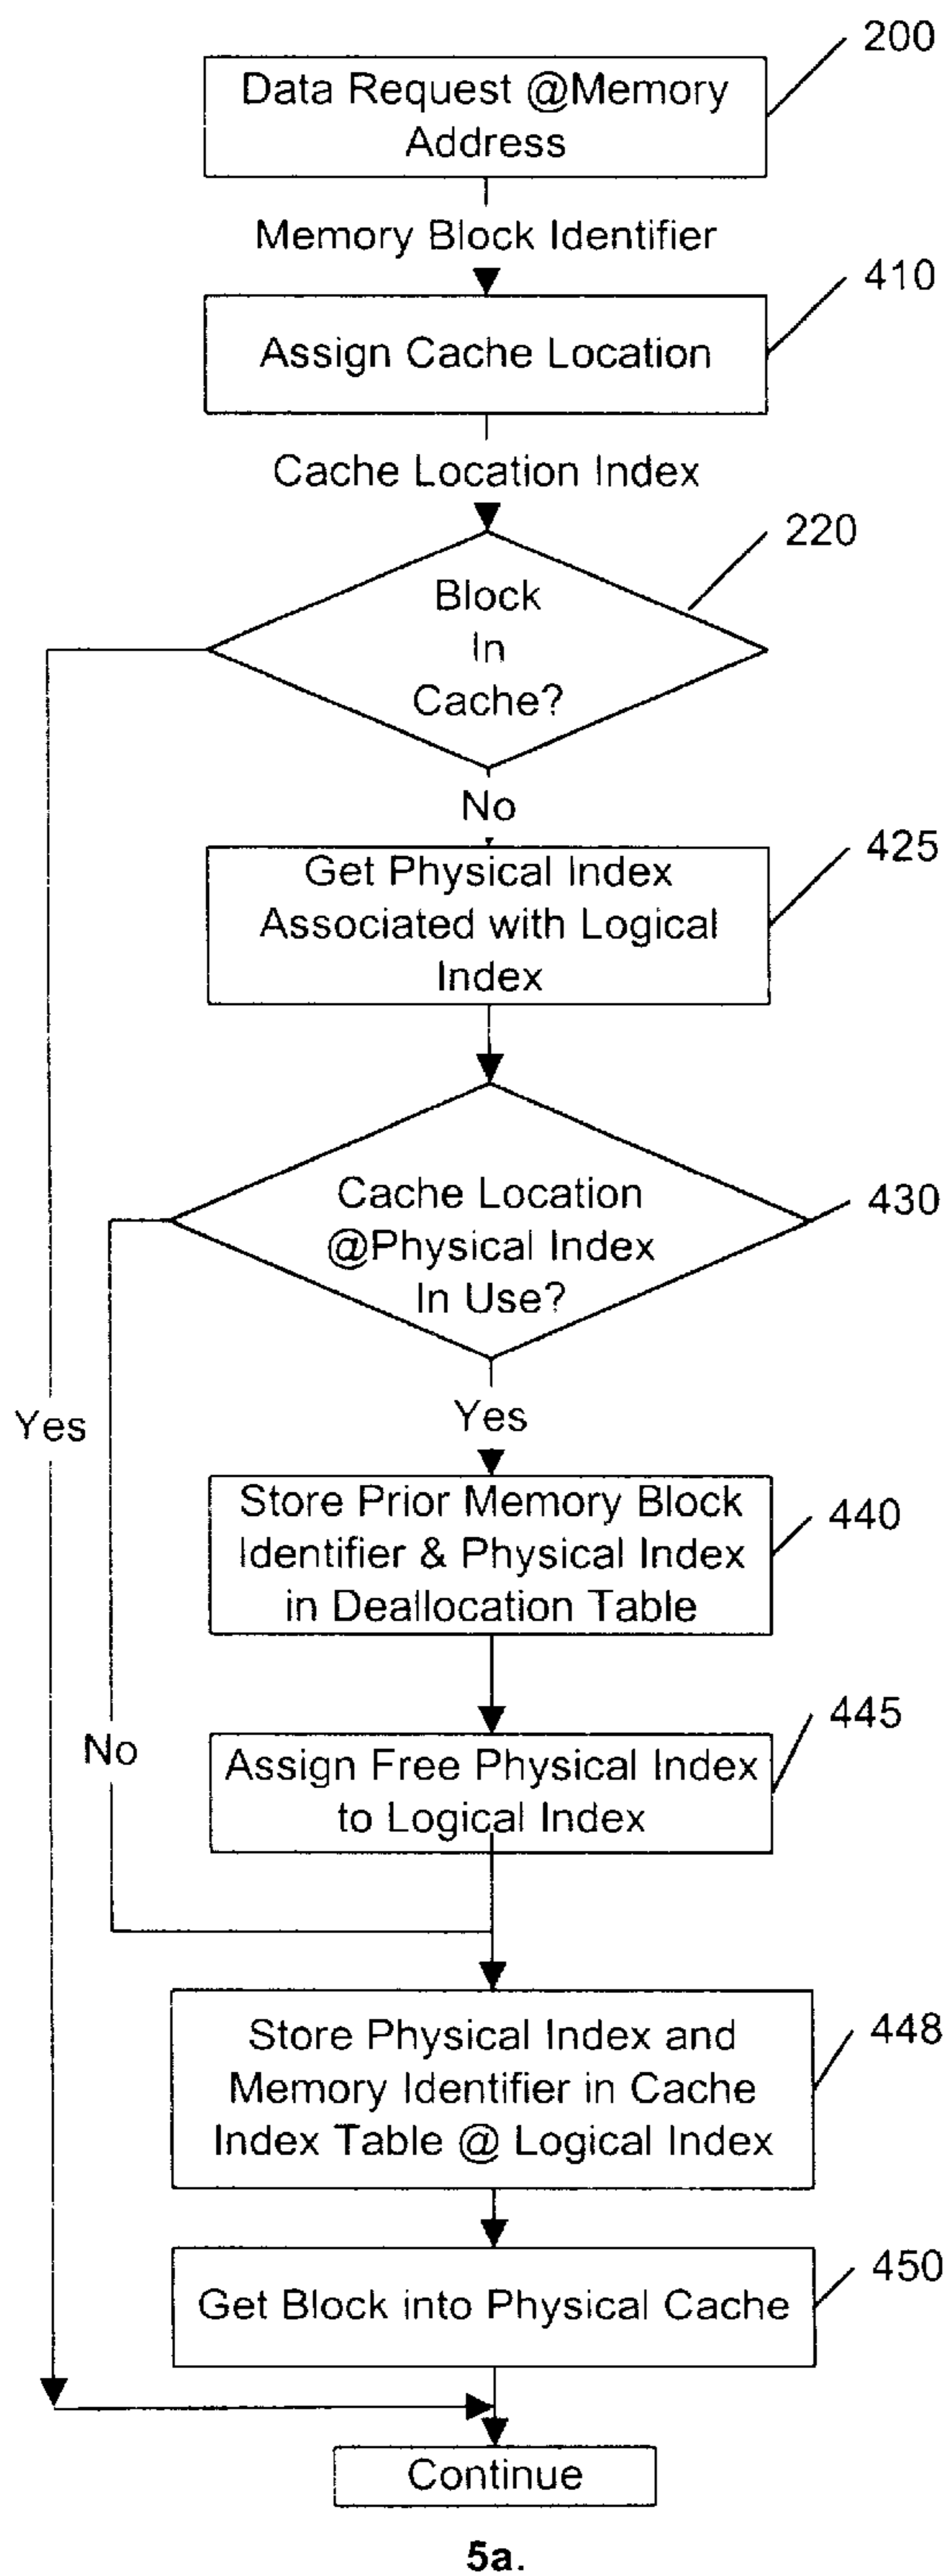 200
Data Request @Memory
Address
Memory Block Identifier
410
Assign Cache Location
Cache Location Index
220
Block
In
Cache?
No
425
Get Physical Index
Associated with Logical
Index
Cache Location
@Physical Index
In Use?
430
Yes
Yes
Store Prior Memory Block
Identifier & Physical Index
in Deallocation Table
440
445
No
Assign Free Physical Index
to Logical Index
Store Physical Index and
Memory Identifier in Cache
Index Table @ Logical Index
448
450
Get Block into Physical Cache
Continue
5a.